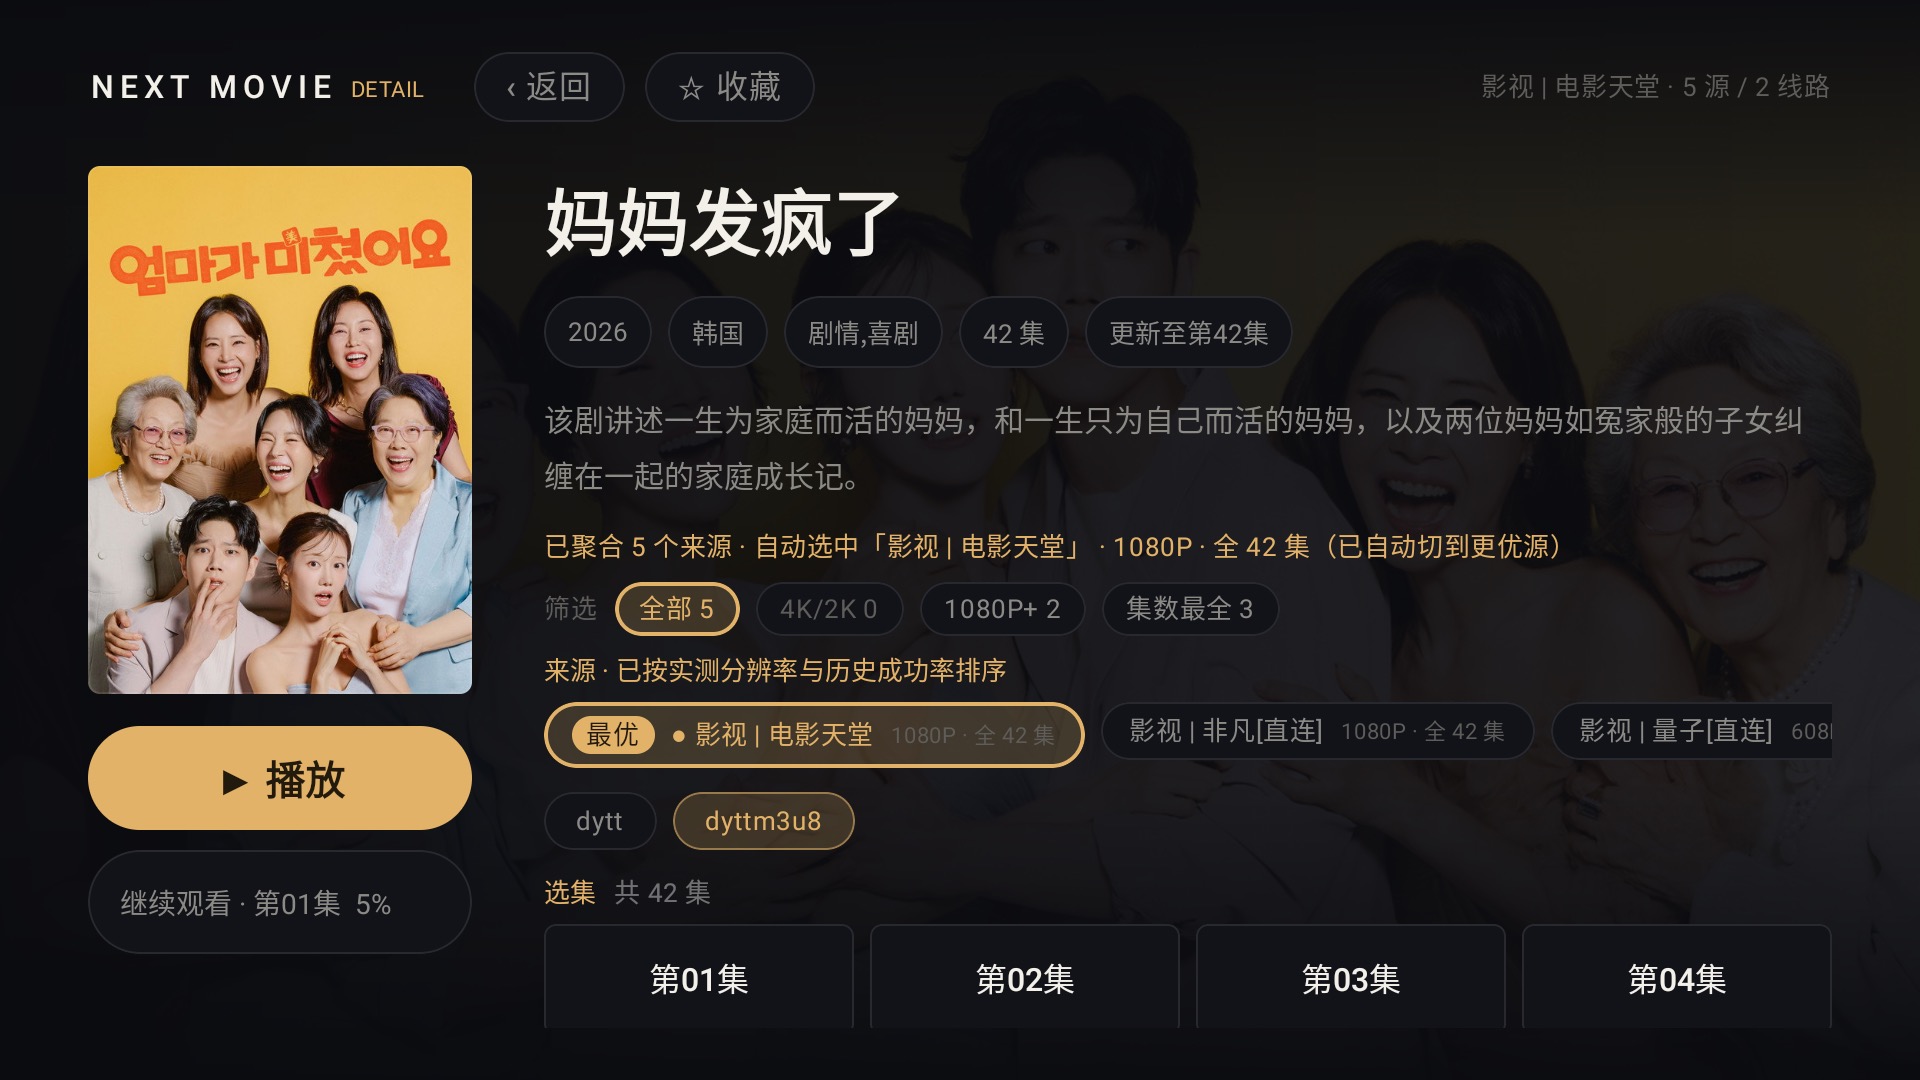 NEXT MOVIE DETAIL ‹ 返回 ☆ 收藏 影视 | 电影天堂 · 5 源 / 2 线路
엄마가 미쳤어요
美
▶ 播放
继续观看 · 第01集 5%
妈妈发疯了
2026 韩国 剧情,喜剧 42 集 更新至第42集
该剧讲述一生为家庭而活的妈妈，和一生只为自己而活的妈妈，以及两位妈妈如冤家般的子女纠
缠在一起的家庭成长记。
已聚合 5 个来源 · 自动选中「影视 | 电影天堂」 · 1080P · 全 42 集（已自动切到更优源）
筛选 全部 5 4K/2K 0 1080P+ 2 集数最全 3
来源 · 已按实测分辨率与历史成功率排序
最优 ● 影视 | 电影天堂 1080P · 全 42 集 影视 | 非凡[直连] 1080P · 全 42 集 影视 | 量子[直连] 608
dytt dyttm3u8
选集 共 42 集
第01集 第02集 第03集 第04集